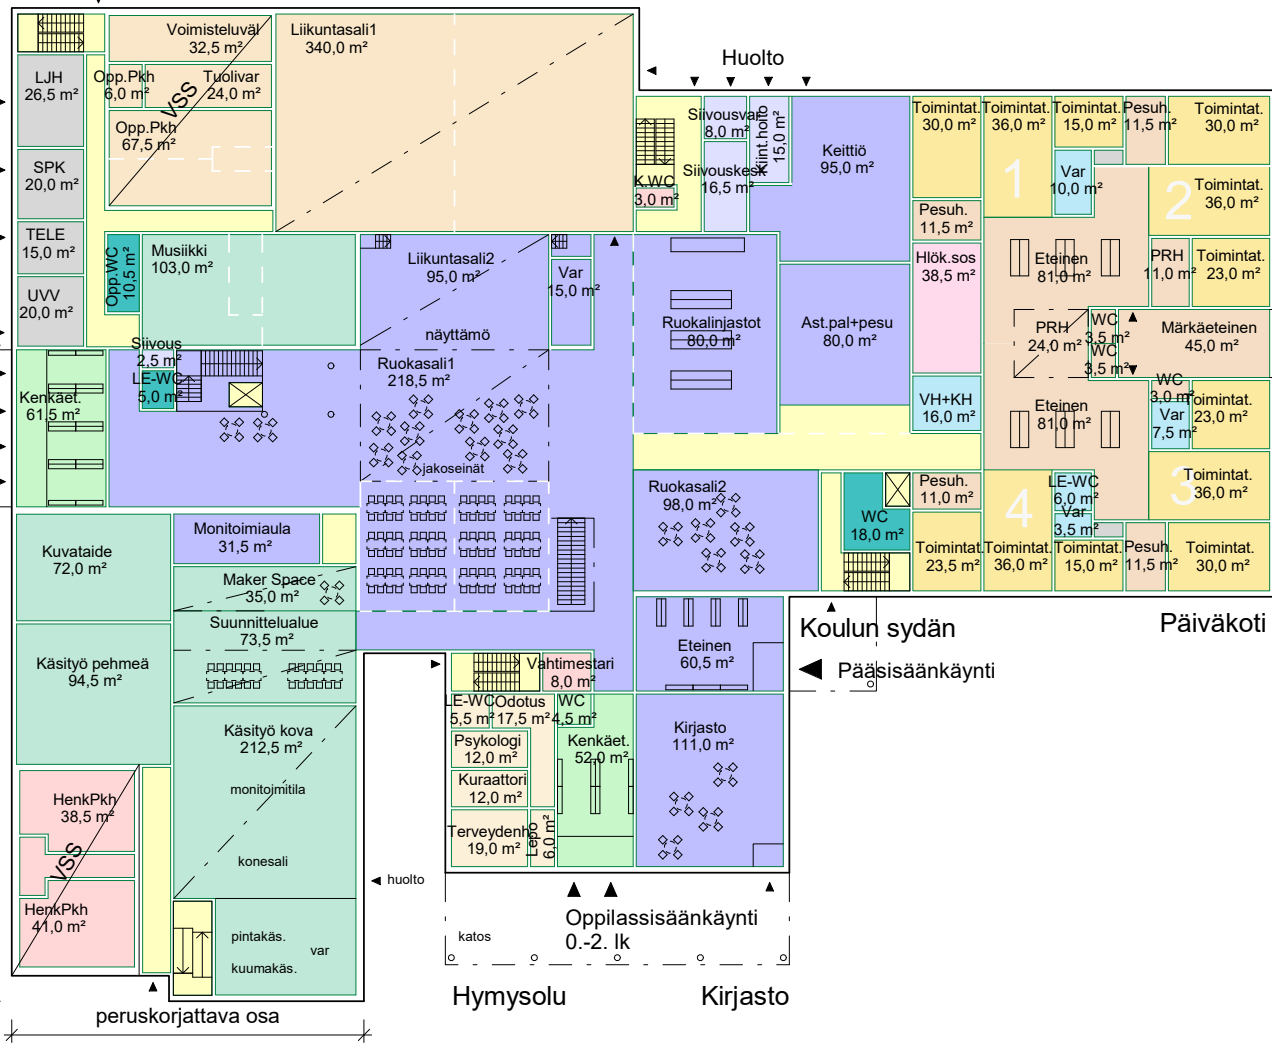 Voimisteluväl
32,5 m²
Liikuntasali1
340,0 m²
Huolto
LJH
26,5 m²
Opp.Pkh
6,0 m²
Tuolivar
24,0 m²
VSS
Opp.Pkh
67,5 m²
SPK
20,0 m²
TELE
15,0 m²
UVV
20,0 m²
Siivousvar
8,0 m²
Kiint.hoito
15,0 m²
Siivouskesk
16,5 m²
K.WC
3,0 m²
Keittiö
95,0 m²
Toimintat.
30,0 m²
Toimintat.
36,0 m²
Toimintat.
15,0 m²
Pesuh.
11,5 m²
Toimintat.
30,0 m²
1
Var
10,0 m²
2
Toimintat.
36,0 m²
Pesuh.
11,5 m²
Hlök.sos
38,5 m²
Eteinen
81,0 m²
PRH
11,0 m²
Toimintat.
23,0 m²
Opp.WC
10,5 m²
Musiikki
103,0 m²
Liikuntasali2
95,0 m²
näyttämö
Var
15,0 m²
Ruokalinjastot
80,0 m²
Ast.pal+pesu
80,0 m²
PRH
24,0 m²
WC
3,5 m²
WC
3,5 m²
Märkäeteinen
45,0 m²
Siivous
2,5 m²
LE-WC
5,0 m²
Ruokasali1
218,5 m²
jakoseinät
Kenkäet.
61,5 m²
VH+KH
16,0 m²
Eteinen
81,0 m²
WC
3,0 m²
Var
7,5 m²
Toimintat.
23,0 m²
3
Toimintat.
36,0 m²
Ruokasali2
98,0 m²
WC
18,0 m²
Pesuh.
11,0 m²
4
LE-WC
6,0 m²
Var
3,5 m²
Toimintat.
23,5 m²
Toimintat.
36,0 m²
Toimintat.
15,0 m²
Pesuh.
11,5 m²
Toimintat.
30,0 m²
Kuvataide
72,0 m²
Monitoimiaula
31,5 m²
Maker Space
35,0 m²
Suunnittelualue
73,5 m²
Käsityö pehmeä
94,5 m²
Eteinen
60,5 m²
Koulun sydän
Päiväkoti
Pääsisäänkäynti
Vahtimestari
8,0 m²
LE-WC
5,5 m²
Odotus
17,5 m²
WC
4,5 m²
Psykologi
12,0 m²
Kuraattori
12,0 m²
Terveydenh.
19,0 m²
Lepo
6,0 m²
Kenkäet.
52,0 m²
Kirjasto
111,0 m²
Käsityö kova
212,5 m²
monitoimitila
konesali
HenkPkh
38,5 m²
VSS
HenkPkh
41,0 m²
huolto
pintakäs.
var
kuumakäs.
Oppilassisäänkäynti
0.-2. lk
katos
Hymysolu
Kirjasto
peruskorjattava osa